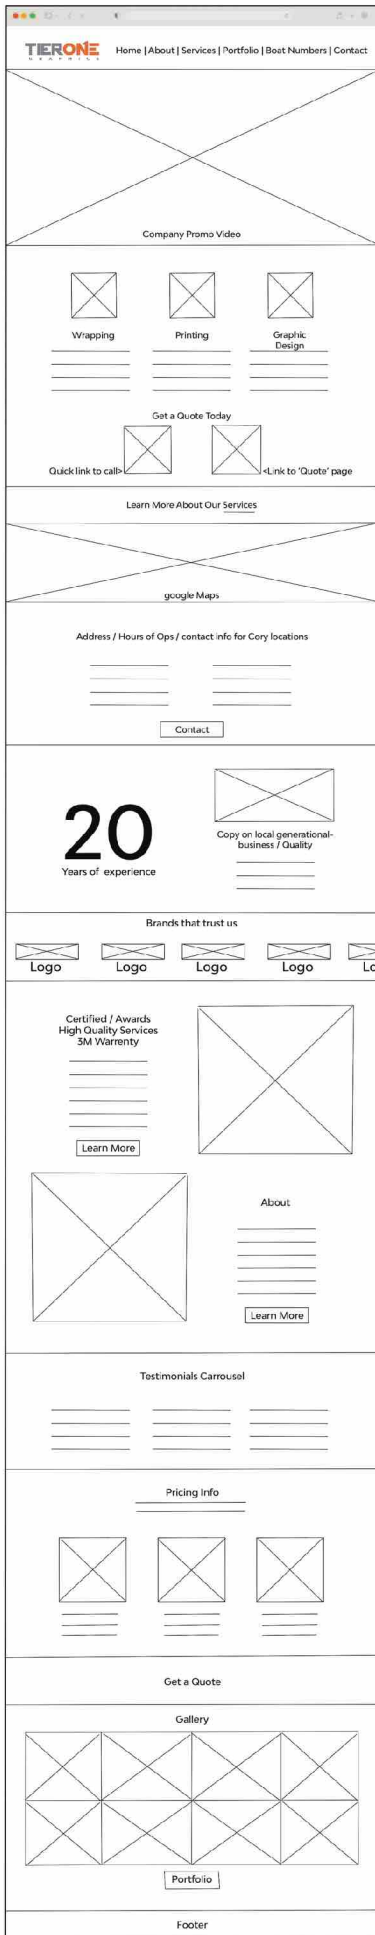 TIERONE
GRAPHICS
Home | About | Services | Portfolio | Boat Numbers | Contact
Company Promo Video
Wrapping
Printing
Graphic
Design
Get a Quote Today
Quick link to call>
<Link to 'Quote' page
Learn More About Our Services
google Maps
Address / Hours of Ops / contact info for Cory locations
Contact
20
Years of experience
Copy on local generational-
business / Quality
Brands that trust us
Logo
Logo
Logo
Logo
Lo
Certified / Awards
High Quality Services
3M Warrenty
Learn More
About
Learn More
Testimonials Carrousel
Pricing Info
Get a Quote
Gallery
Portfolio
Footer